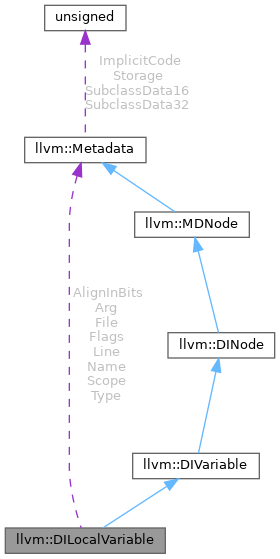 unsigned
ImplicitCode
Storage
SubclassData16
SubclassData32
llvm::Metadata
llvm::MDNode
AlignInBits
Arg
File
Flags
Line
Name
Scope
Type
llvm::DINode
llvm::DIVariable
llvm::DILocalVariable